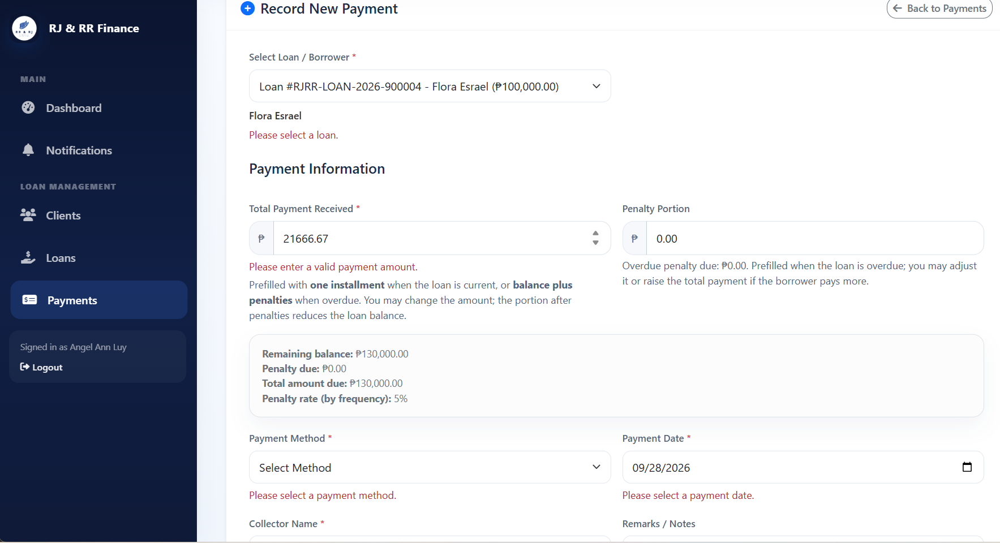 RJ & RR Finance
MAIN
Dashboard
Notifications
LOAN MANAGEMENT
Clients
Loans
Payments
Signed in as Angel Ann Luy
Logout
Record New Payment
Back to Payments
Select Loan / Borrower *
Loan #RJRR-LOAN-2026-900004 - Flora Esrael (₱100,000.00)
Flora Esrael
Please select a loan.
Payment Information
Total Payment Received *
₱ 21666.67
Please enter a valid payment amount.
Prefilled with one installment when the loan is current, or balance plus
penalties when overdue. You may change the amount; the portion after
penalties reduces the loan balance.
Penalty Portion
₱ 0.00
Overdue penalty due: ₱0.00. Prefilled when the loan is overdue; you may adjust
it or raise the total payment if the borrower pays more.
Remaining balance: ₱130,000.00
Penalty due: ₱0.00
Total amount due: ₱130,000.00
Penalty rate (by frequency): 5%
Payment Method *
Select Method
Please select a payment method.
Payment Date *
09/28/2026
Please select a payment date.
Collector Name *
Remarks / Notes